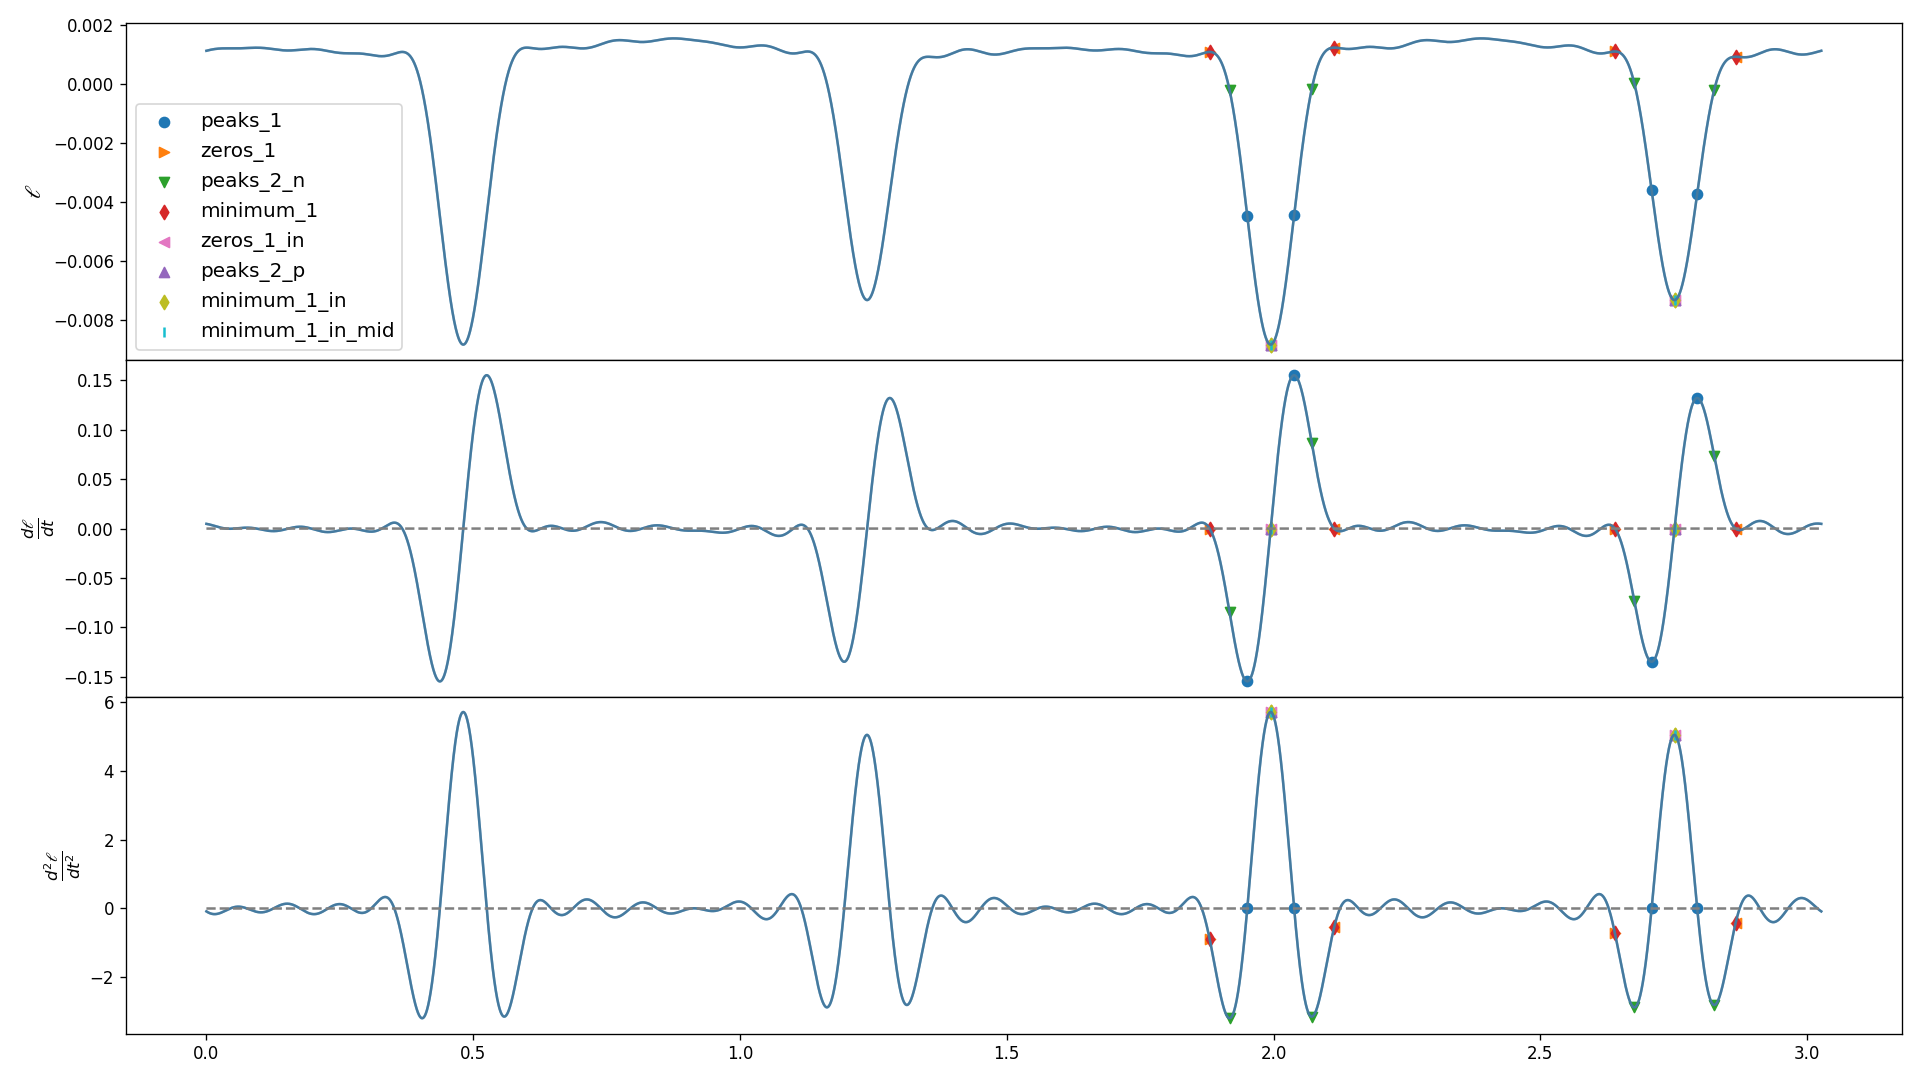 0.002
0.000
−0.002
−0.004
−0.006
−0.008
ℓ
peaks_1
zeros_1
peaks_2_n
minimum_1
zeros_1_in
peaks_2_p
minimum_1_in
minimum_1_in_mid
0.15
0.10
0.05
0.00
−0.05
−0.10
−0.15
dℓ
dt
6
4
2
0
−2
d²ℓ
dt²
0.0 0.5 1.0 1.5 2.0 2.5 3.0